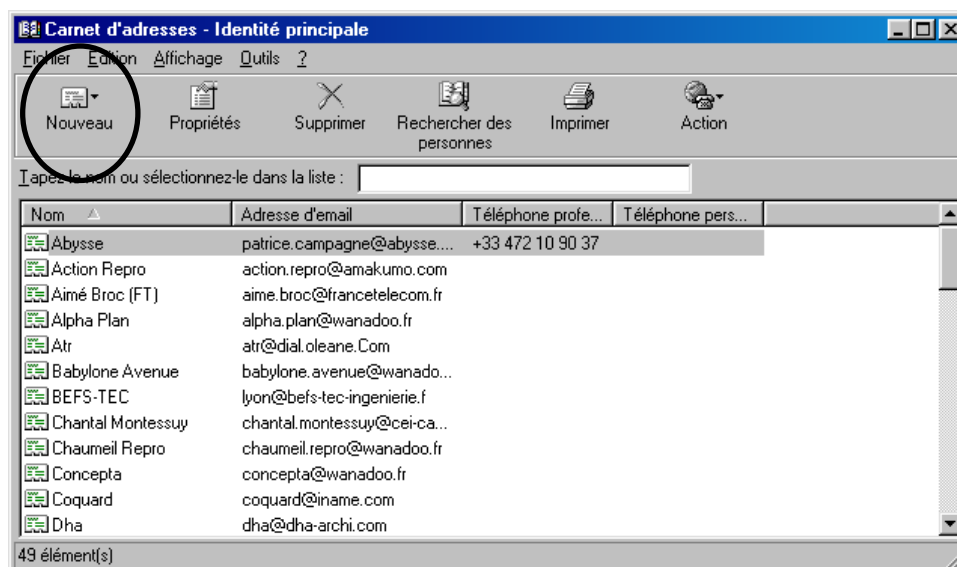 Carnet d'adresses - Identité principale
Fichier Edition Affichage Outils ?
Nouveau Propriétés Supprimer Rechercher des personnes Imprimer Action
Tapez le nom ou sélectionnez-le dans la liste :
Nom Adresse d'email Téléphone profe... Téléphone pers...
Abysse patrice.campagne@abysse.... +33 472 10 90 37
Action Repro action.repro@amakumo.com
Aimé Broc (FT) aime.broc@francetelecom.fr
Alpha Plan alpha.plan@wanadoo.fr
Atr atr@dial.oleane.Com
Babylone Avenue babylone.avenue@wanado...
BEFS-TEC lyon@befs-tec-ingenierie.f
Chantal Montessuy chantal.montessuy@cei-ca...
Chaumeil Repro chaumeil.repro@wanadoo.fr
Concepta concepta@wanadoo.fr
Coquard coquard@iname.com
Dha dha@dha-archi.com
49 élément(s)